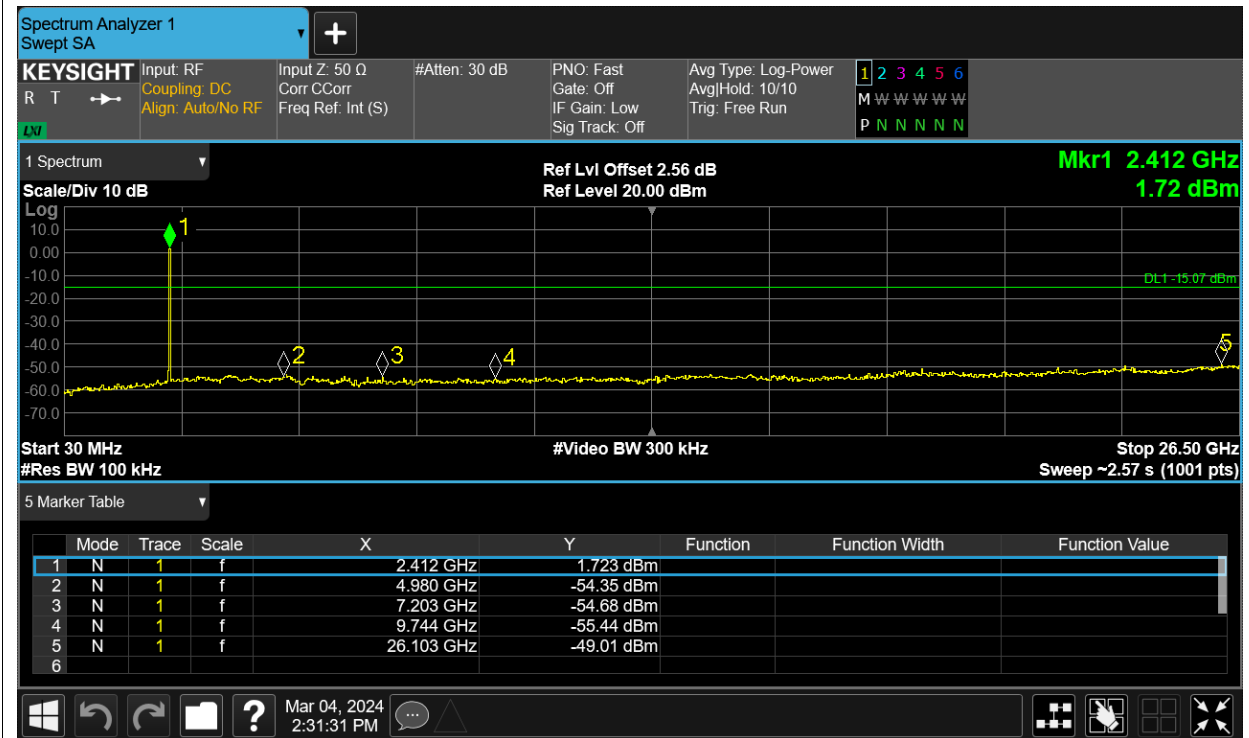 Spectrum Analyzer 1
Swept SA
KEYSIGHT
R T
LXI
Input: RF
Coupling: DC
Align: Auto/No RF
Input Z: 50 Ω
Corr CCorr
Freq Ref: Int (S)
#Atten: 30 dB
PNO: Fast
Gate: Off
IF Gain: Low
Sig Track: Off
Avg Type: Log-Power
Avg|Hold: 10/10
Trig: Free Run
1 2 3 4 5 6
M W W W W W
P N N N N N
1 Spectrum
Scale/Div 10 dB
Ref Lvl Offset 2.56 dB
Ref Level 20.00 dBm
Mkr1 2.412 GHz
1.72 dBm
Log
10.0
0.00
-10.0
-20.0
-30.0
-40.0
-50.0
-60.0
-70.0
1
DL1 -15.07 dBm
2
3
4
5
Start 30 MHz
#Video BW 300 kHz
Stop 26.50 GHz
#Res BW 100 kHz
Sweep ~2.57 s (1001 pts)
5 Marker Table
Mode Trace Scale X Y Function Function Width Function Value
1 N 1 f 2.412 GHz 1.723 dBm
2 N 1 f 4.980 GHz -54.35 dBm
3 N 1 f 7.203 GHz -54.68 dBm
4 N 1 f 9.744 GHz -55.44 dBm
5 N 1 f 26.103 GHz -49.01 dBm
6
?
Mar 04, 2024
2:31:31 PM